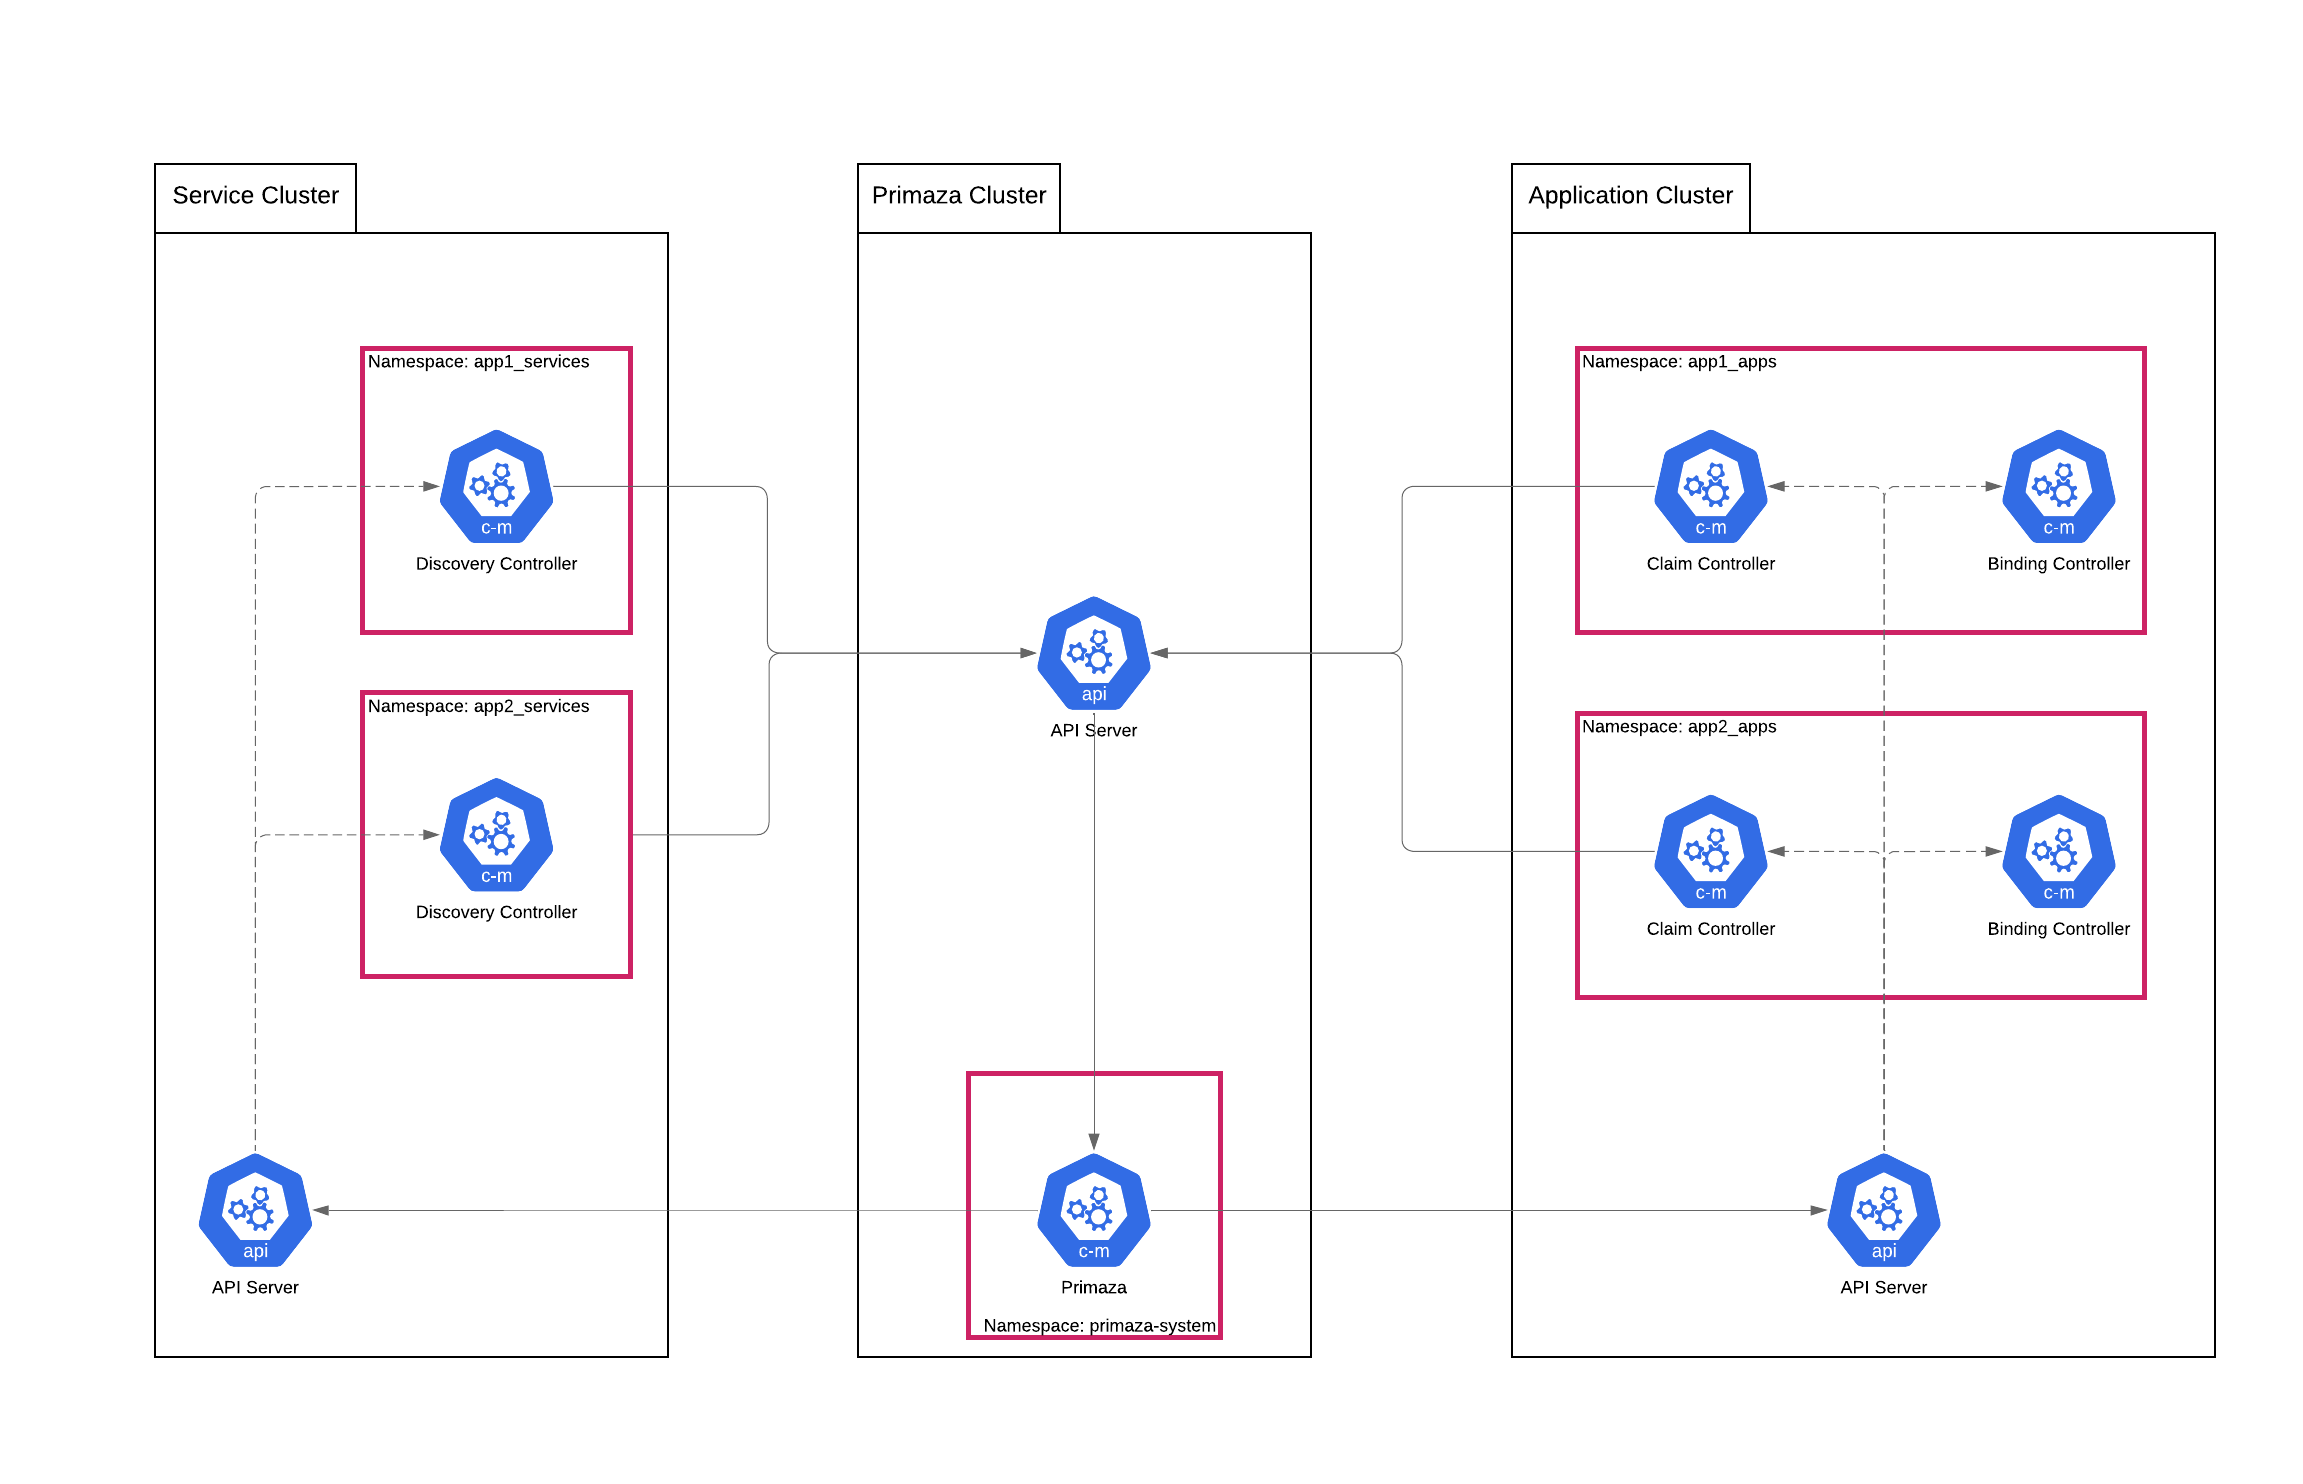 Service Cluster
Primaza Cluster
Application Cluster
Namespace: app1_services
c-m
Discovery Controller
Namespace: app2_services
c-m
Discovery Controller
api
API Server
api
API Server
c-m
Primaza
Namespace: primaza-system
Namespace: app1_apps
c-m
Claim Controller
c-m
Binding Controller
Namespace: app2_apps
c-m
Claim Controller
c-m
Binding Controller
api
API Server